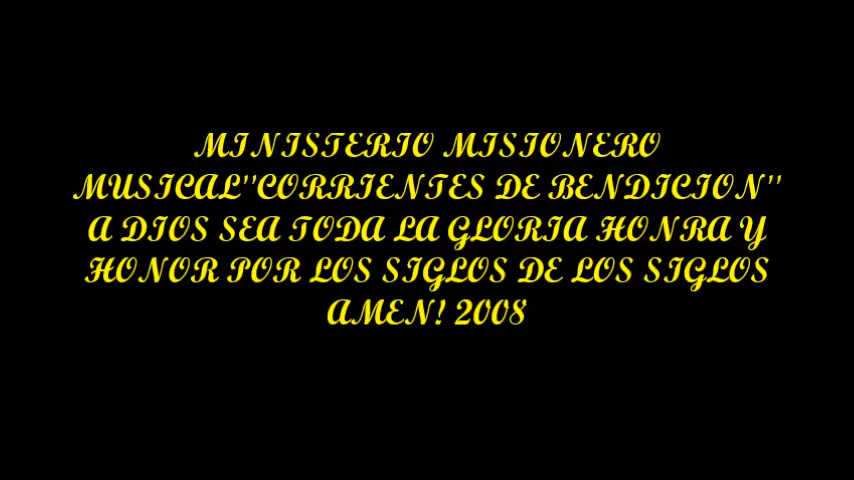 MINISTERIO MISIONERO
MUSICAL"CORRIENTES DE BENDICION"
A DIOS SEA TODA LA GLORIA HONRA Y
HONOR POR LOS SIGLOS DE LOS SIGLOS
AMEN! 2008